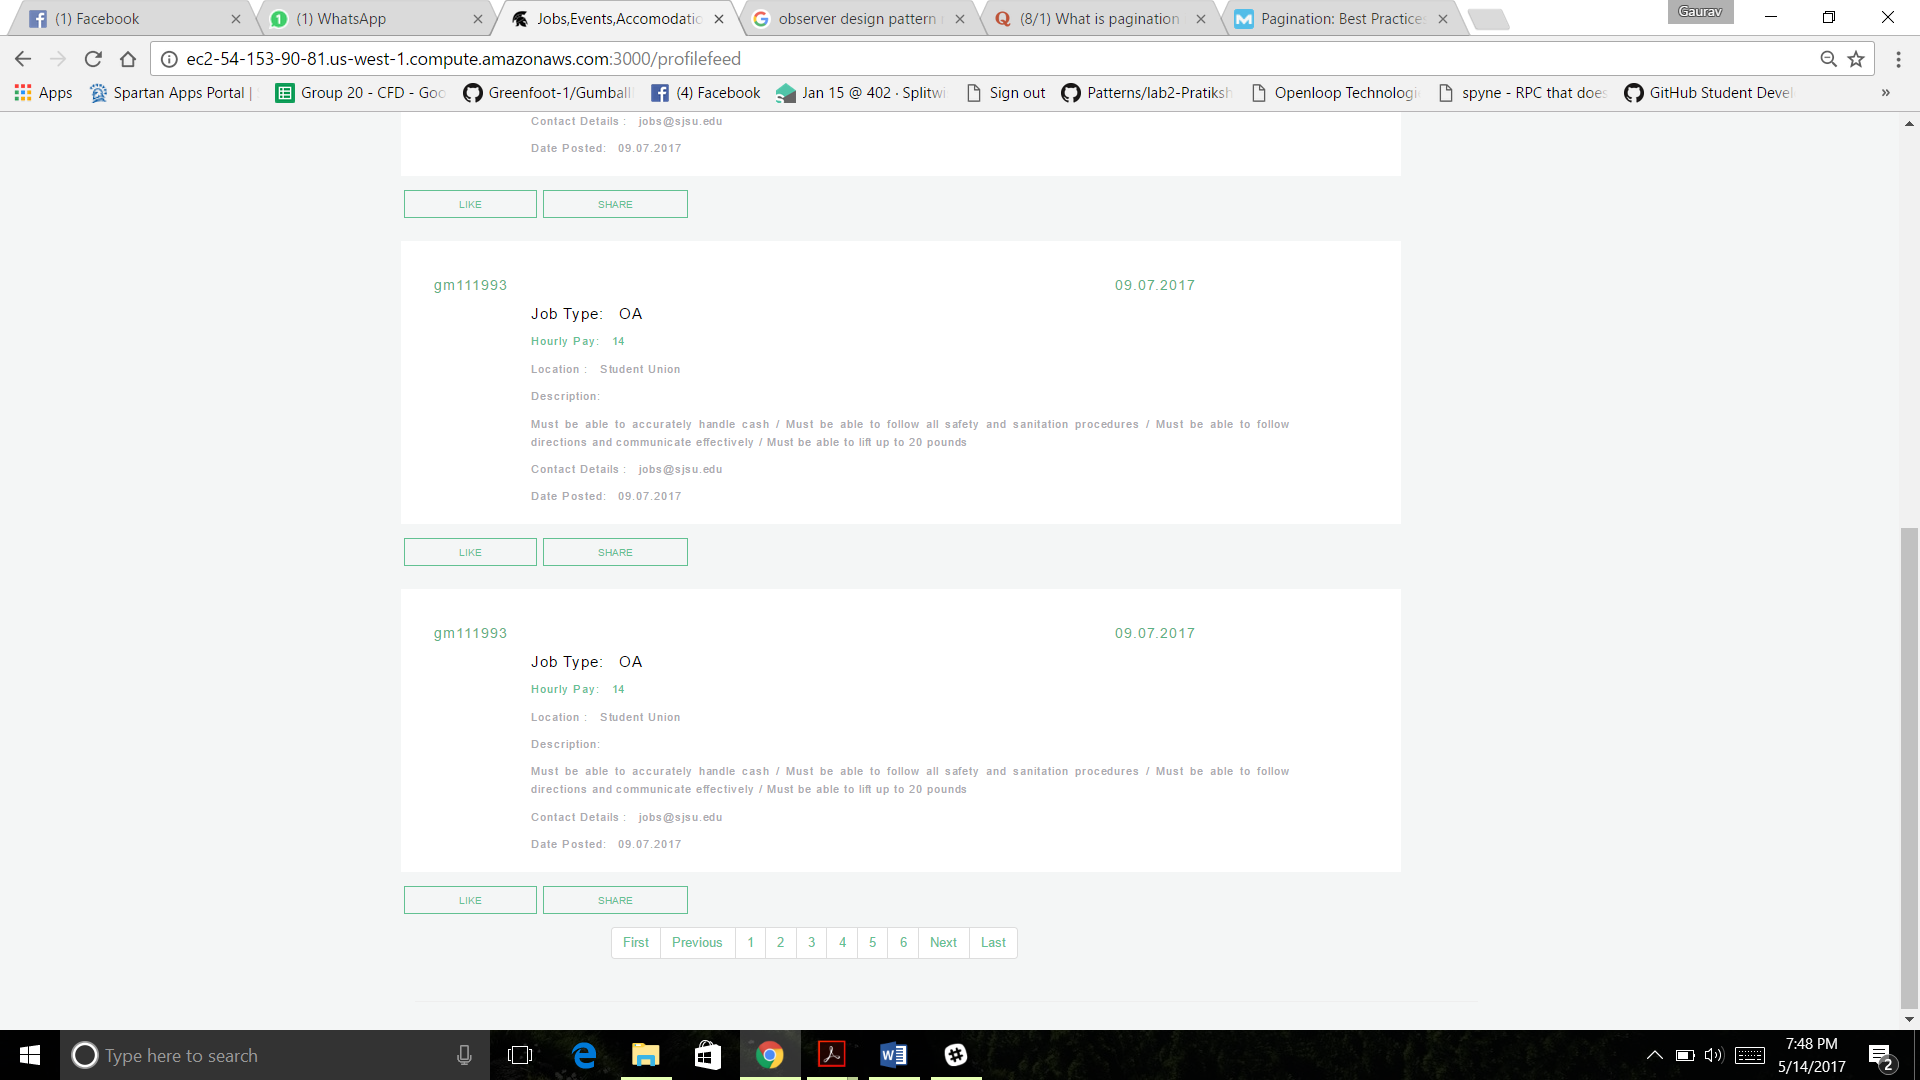 (1) Facebook
(1) WhatsApp
Jobs,Events,Accomodatio
observer design pattern
(8/1) What is pagination
Pagination: Best Practices
Gaurav
ec2-54-153-90-81.us-west-1.compute.amazonaws.com:3000/profilefeed
Apps
Spartan Apps Portal |
Group 20 - CFD - Goo
Greenfoot-1/Gumball
(4) Facebook
Jan 15 @ 402 · Splitwi
Sign out
Patterns/lab2-Pratiksh
Openloop Technologi
spyne - RPC that does
GitHub Student Devel
»
Contact Details : jobs@sjsu.edu
Date Posted: 09.07.2017
LIKE SHARE
gm111993 09.07.2017
Job Type: OA
Hourly Pay: 14
Location : Student Union
Description:
Must be able to accurately handle cash / Must be able to follow all safety and sanitation procedures / Must be able to follow
directions and communicate effectively / Must be able to lift up to 20 pounds
Contact Details : jobs@sjsu.edu
Date Posted: 09.07.2017
LIKE SHARE
gm111993 09.07.2017
Job Type: OA
Hourly Pay: 14
Location : Student Union
Description:
Must be able to accurately handle cash / Must be able to follow all safety and sanitation procedures / Must be able to follow
directions and communicate effectively / Must be able to lift up to 20 pounds
Contact Details : jobs@sjsu.edu
Date Posted: 09.07.2017
LIKE SHARE
First Previous 1 2 3 4 5 6 Next Last
Type here to search
7:48 PM
5/14/2017
2